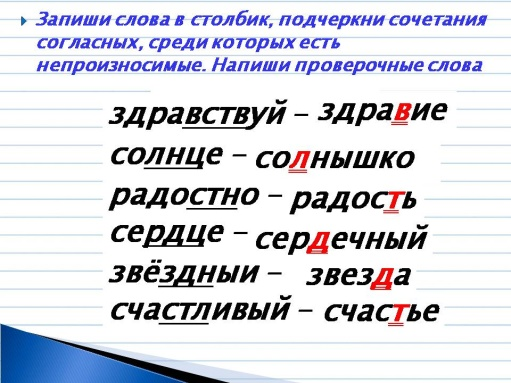 Запиши слова в столбик, подчеркни сочетания
согласных, среди которых есть
непроизносимые. Напиши проверочные слова
здравствуй – здравие
солнце – солнышко
радостно – радость
сердце – сердечный
звёздныи – звезда
счастливый – счастье